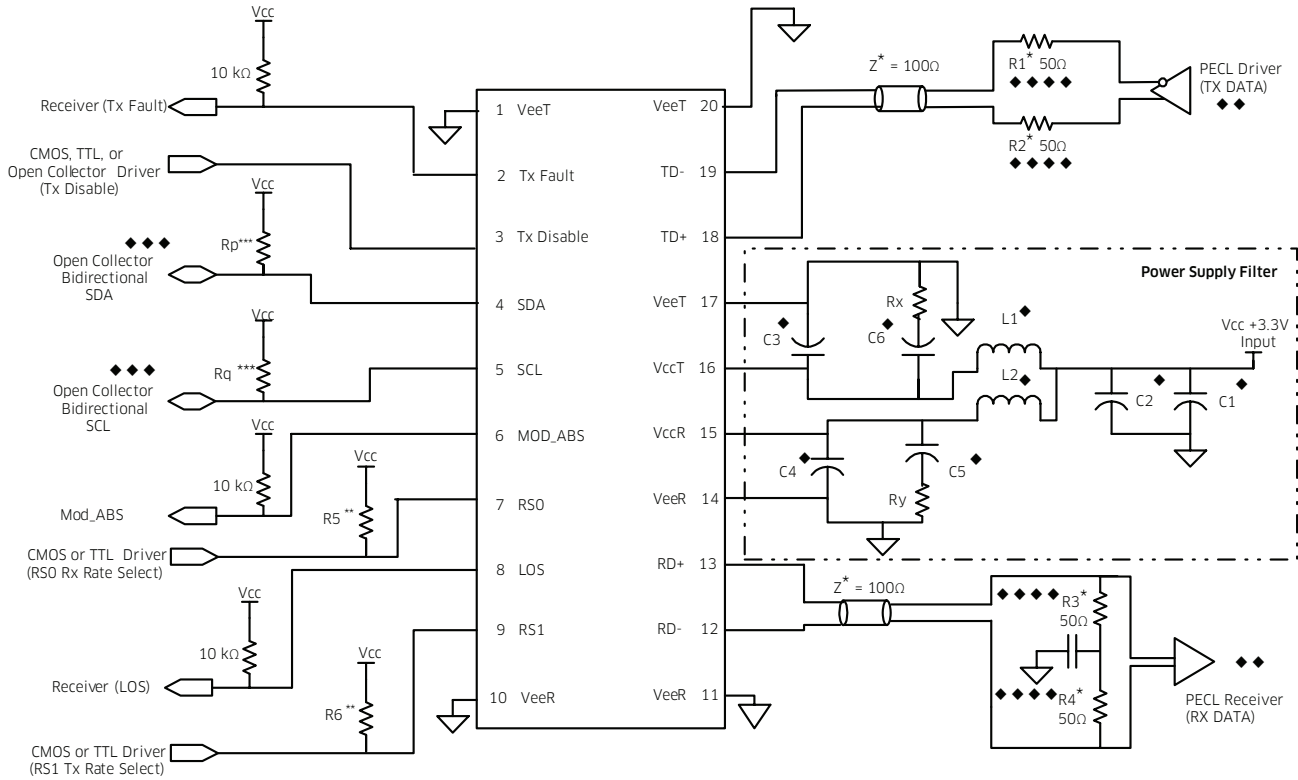 Vcc
10 kΩ
Receiver (Tx Fault)
CMOS, TTL, or
Open Collector Driver
(Tx Disable)
Vcc
Rp***
◆ ◆ ◆
Open Collector
Bidirectional
SDA
Vcc
Rq ***
◆ ◆ ◆
Open Collector
Bidirectional
SCL
Vcc
10 kΩ
Mod_ABS
Vcc
R5 **
CMOS or TTL Driver
(RS0 Rx Rate Select)
Vcc
10 kΩ
Receiver (LOS)
Vcc
R6 **
CMOS or TTL Driver
(RS1 Tx Rate Select)
1 VeeT
2 Tx Fault
3 Tx Disable
4 SDA
5 SCL
6 MOD_ABS
7 RS0
8 LOS
9 RS1
10 VeeR
VeeT 20
TD- 19
TD+ 18
VeeT 17
VccT 16
VccR 15
VeeR 14
RD+ 13
RD- 12
VeeR 11
Z* = 100Ω
R1* 50Ω
◆ ◆ ◆ ◆
R2* 50Ω
◆ ◆ ◆ ◆
PECL Driver
(TX DATA)
◆ ◆
Power Supply Filter
Rx
C3 ◆
C6 ◆
L1 ◆
L2 ◆
Vcc +3.3V
Input
C2 ◆
C1 ◆
C4 ◆
C5 ◆
Ry
Z* = 100Ω
◆ ◆ ◆ ◆
R3*
50Ω
◆ ◆ ◆ ◆
R4*
50Ω
◆ ◆
PECL Receiver
(RX DATA)